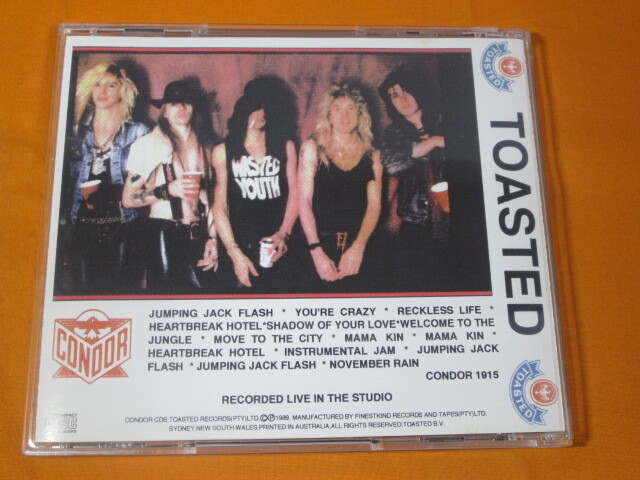 TOASTED
WASTED
YOUTH
TOASTED
CONDOR
JUMPING JACK FLASH * YOU'RE CRAZY * RECKLESS LIFE *
HEARTBREAK HOTEL*SHADOW OF YOUR LOVE*WELCOME TO THE
JUNGLE * MOVE TO THE CITY * MAMA KIN * MAMA KIN *
HEARTBREAK HOTEL * INSTRUMENTAL JAM * JUMPING JACK
FLASH *JUMPING JACK FLASH *NOVEMBER RAIN
CONDOR 1915
RECORDED LIVE IN THE STUDIO
TOASTED
CONDOR CDS.TOASTED RECORDS(PTY)LTD.ⒸⓅ1989. MANUFACTURED BY FINESTKIND RECORDS AND TAPES(PTY)LTD.
SYDNEY.NEW SOUTH WALES.PRINTED IN AUSTRALIA.ALL RIGHTS RESERVED.TOASTED B.V.